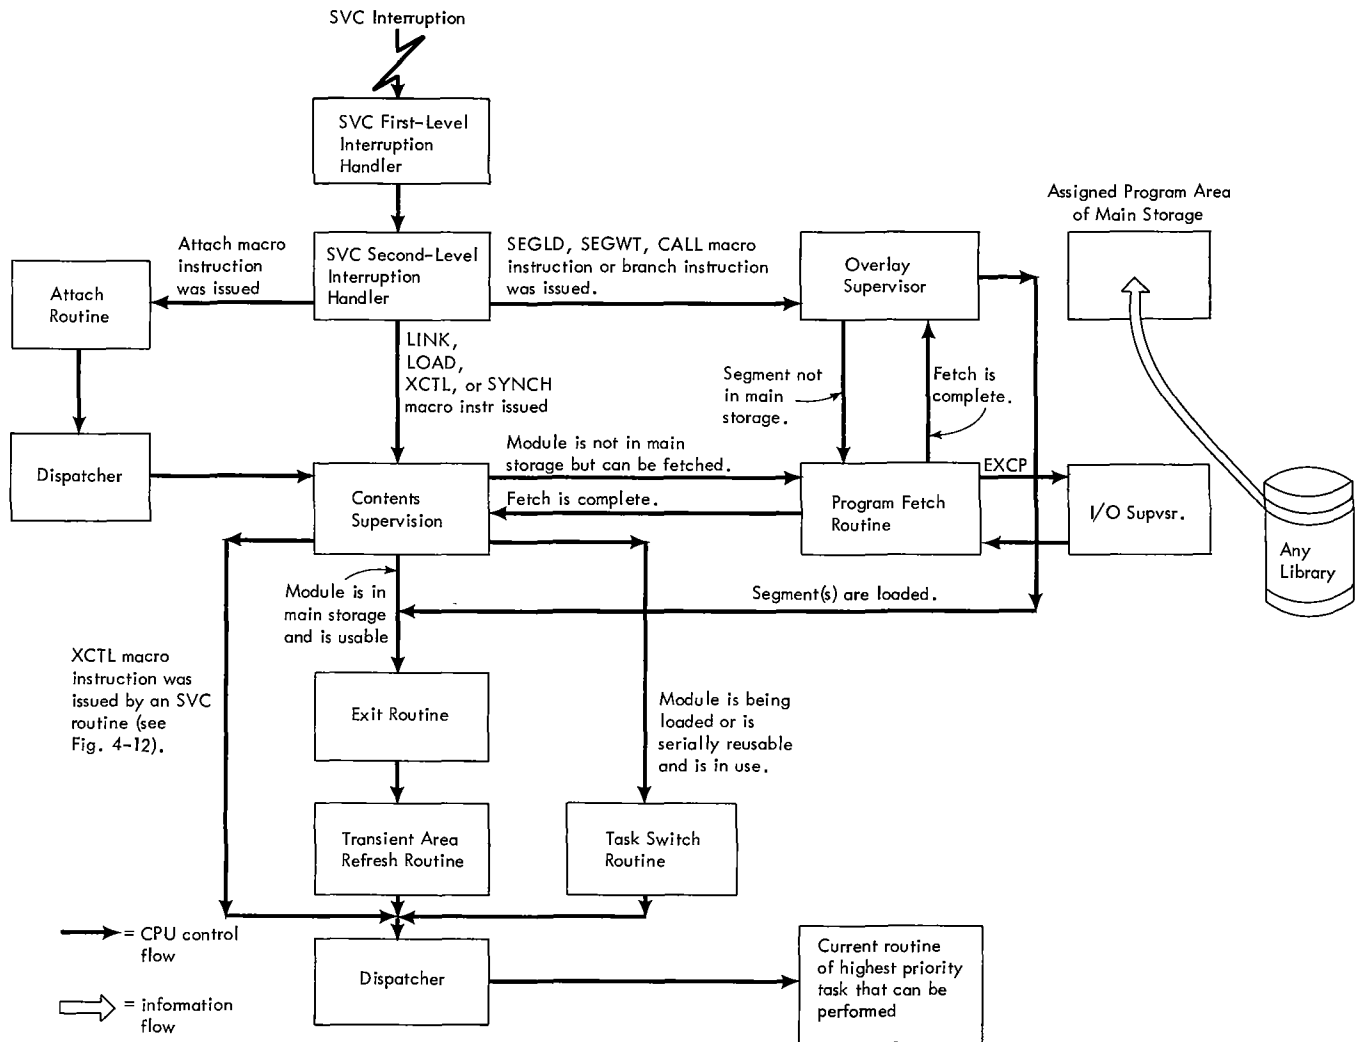 SVC Interruption
SVC First-Level
Interruption
Handler
Assigned Program Area
of Main Storage
Attach macro
instruction
was issued
SVC Second-Level
Interruption
Handler
SEGLD, SEGWT, CALL macro
instruction or branch instruction
was issued.
Overlay
Supervisor
Attach
Routine
LINK,
LOAD,
XCTL, or SYNCH
macro instr issued
Segment not
in main
storage.
Fetch is
complete.
Dispatcher
Module is not in main
storage but can be fetched.
EXCP
Contents
Supervision
Fetch is complete.
Program Fetch
Routine
I/O Supvsr.
Any
Library
Module is in
main storage
and is usable
Segment(s) are loaded.
XCTL macro
instruction was
issued by an SVC
routine (see
Fig. 4-12).
Exit Routine
Module is being
loaded or is
serially reusable
and is in use.
Transient Area
Refresh Routine
Task Switch
Routine
= CPU control
flow
Dispatcher
Current routine
of highest priority
task that can be
performed
= information
flow